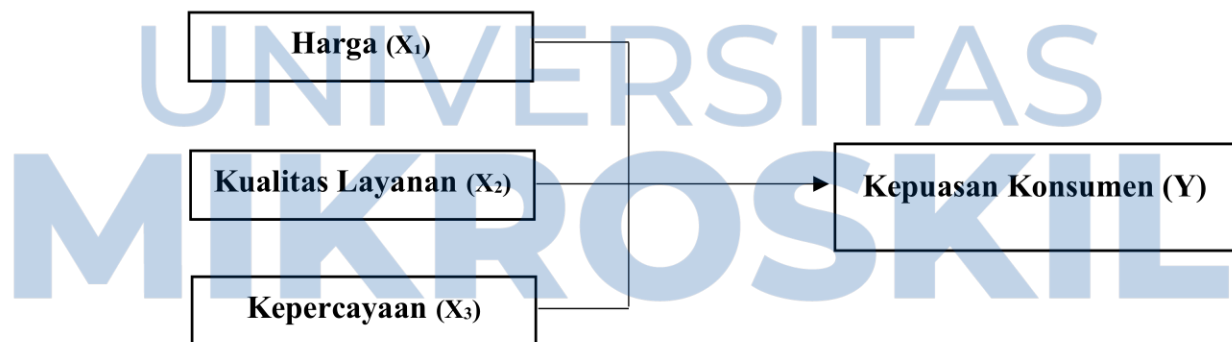 UNIVERSITAS
MIKROSKIL
Harga (X₁)
Kualitas Layanan (X₂)
Kepercayaan (X₃)
Kepuasan Konsumen (Y)